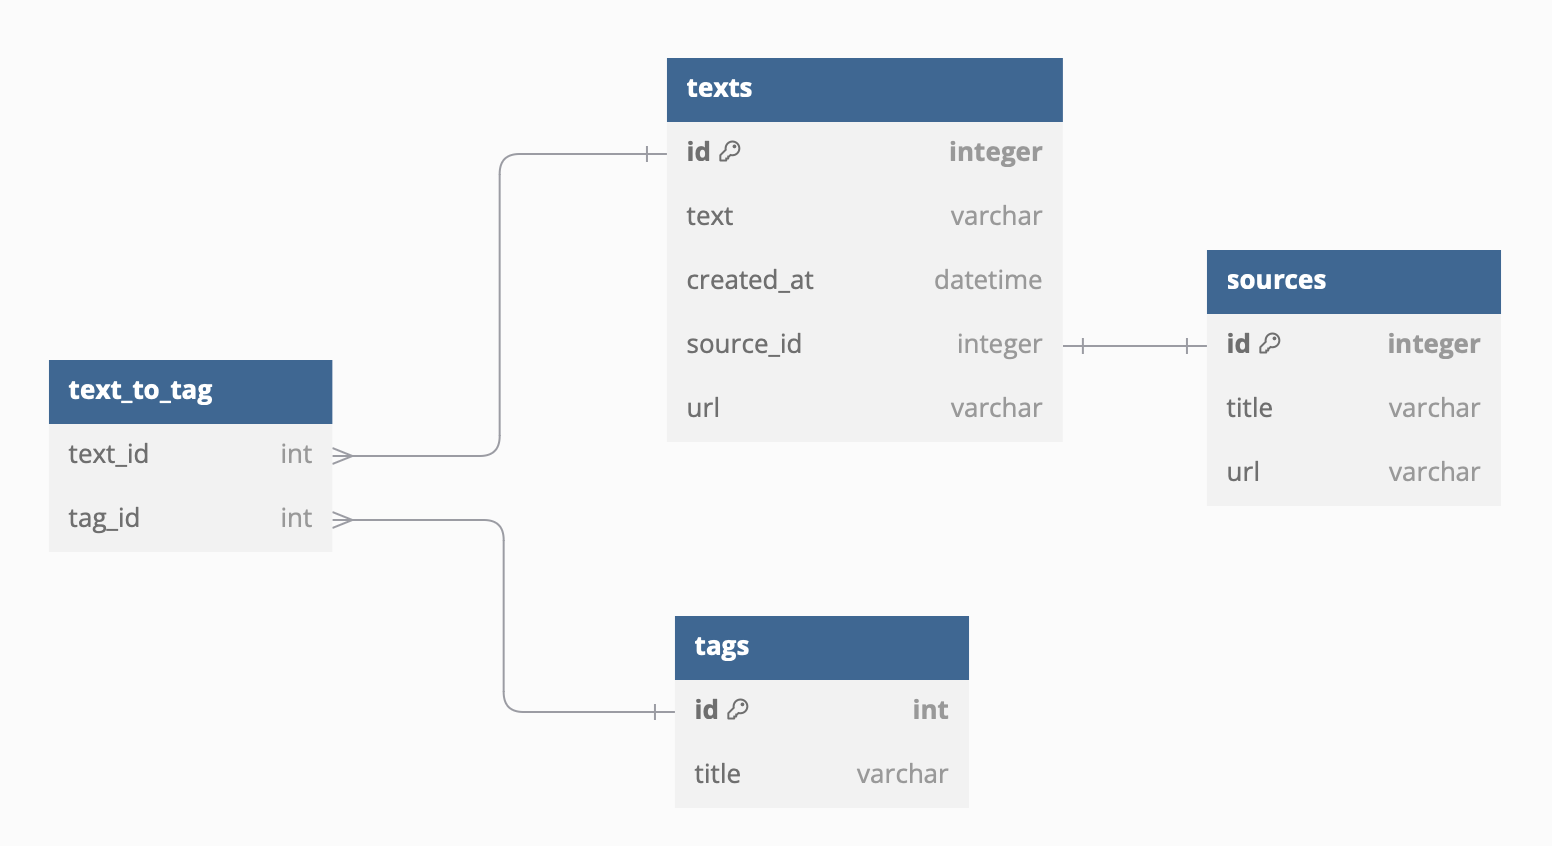 texts
id integer
text varchar
created_at datetime
source_id integer
url varchar
sources
id integer
title varchar
url varchar
text_to_tag
text_id int
tag_id int
tags
id int
title varchar